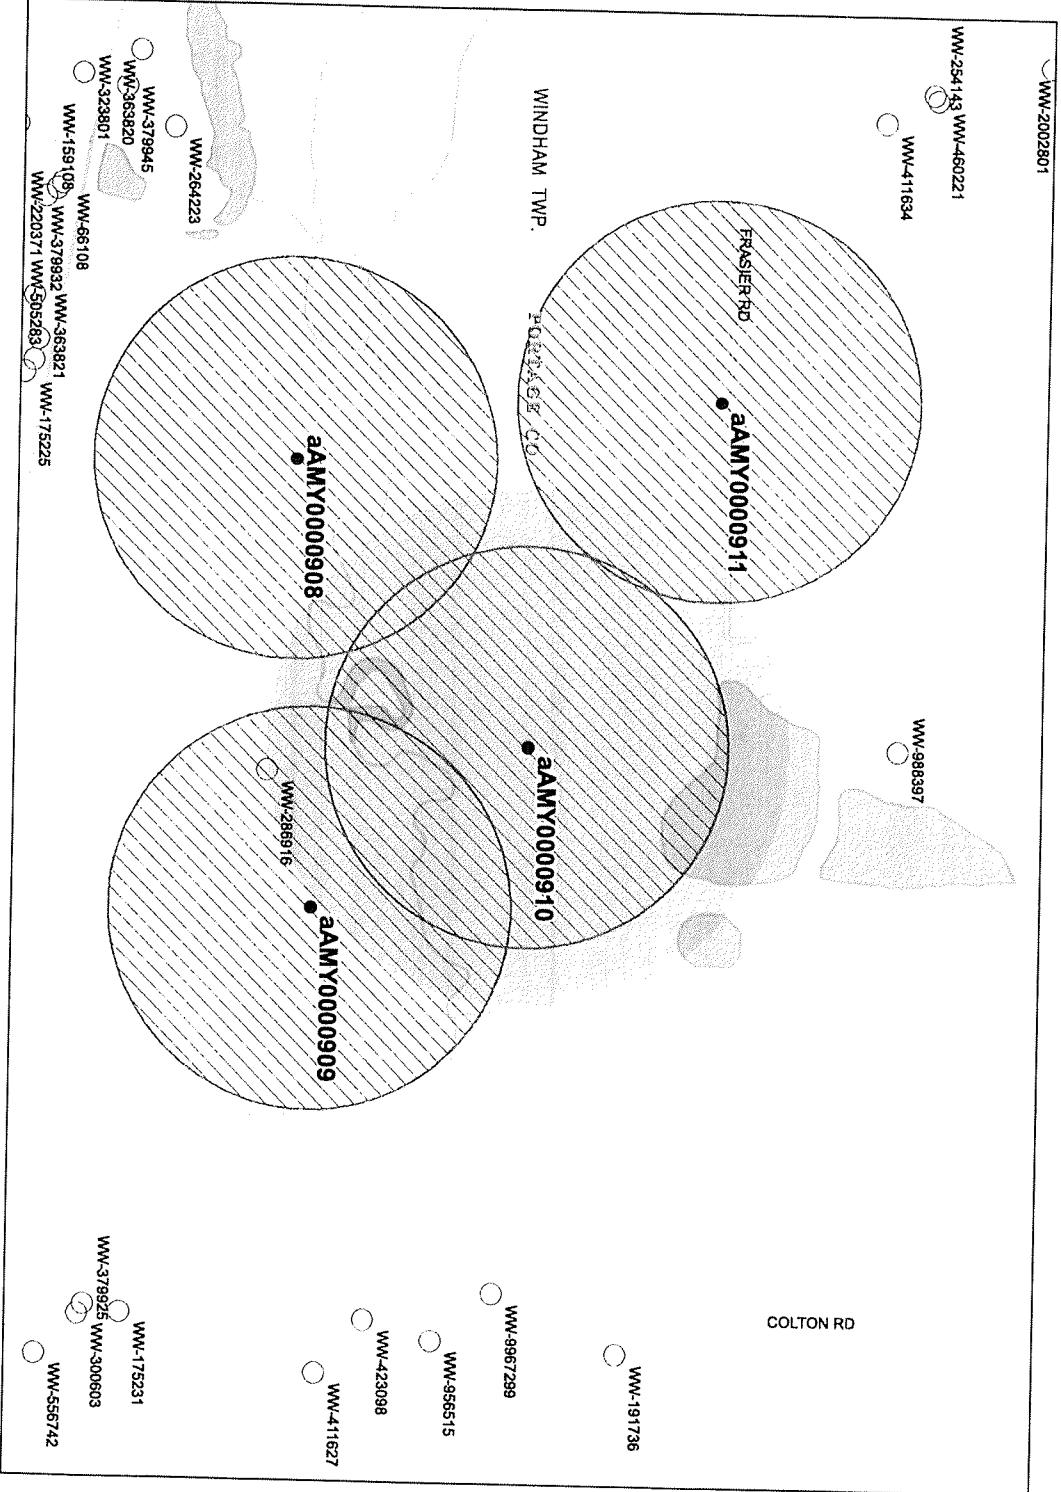 WW-2002801
WW-254143 WW-460221
WW-411634
WINDHAM TWP.
PORTAGE CO
FRASIER RD
WW-379945
WW-363820
WW-323801
WW-264223
WW-159108
WW-66108
WW-379932
WW-363821
WW-220371 WW-505283
WW-175225
aAMY0000911
aAMY0000908
aAMY0000910
aAMY0000909
WW-286916
WW-988397
COLTON RD
WW-191736
WW-9967299
WW-956515
WW-423098
WW-411627
WW-175231
WW-379925
WW-300603
WW-556742